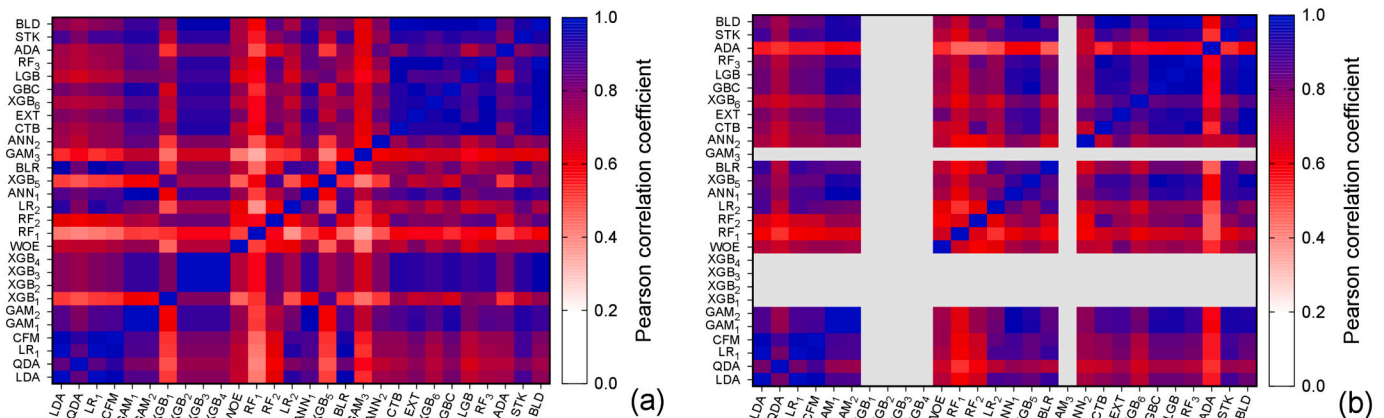 BLD
STK
ADA
RF₃
LGB
GBC
XGB₆
EXT
CTB
ANN₂
GAM₃
BLR
XGB₅
ANN₁
LR₂
RF₂
RF₁
WOE
XGB₄
XGB₃
XGB₂
XGB₁
GAM₂
GAM₁
CFM
LR₁
QDA
LDA
LDA QDA LR₁ CFM GAM₁ GAM₂ XGB₁ XGB₂ XGB₃ XGB₄ WOE RF₁ RF₂ LR₂ ANN₁ XGB₅ BLR GAM₃ ANN₂ CTB EXT XGB₆ GBC LGB RF₃ ADA STK BLD
1.0
0.8
0.6
0.4
0.2
0.0
Pearson correlation coefficient
(a)
BLD
STK
ADA
RF₃
LGB
GBC
XGB₆
EXT
CTB
ANN₂
GAM₃
BLR
XGB₅
ANN₁
LR₂
RF₂
RF₁
WOE
XGB₄
XGB₃
XGB₂
XGB₁
GAM₂
GAM₁
CFM
LR₁
QDA
LDA
LDA QDA LR₁ CFM GAM₁ GAM₂ XGB₁ XGB₂ XGB₃ XGB₄ WOE RF₁ RF₂ LR₂ ANN₁ XGB₅ BLR GAM₃ ANN₂ CTB EXT XGB₆ GBC LGB RF₃ ADA STK BLD
1.0
0.8
0.6
0.4
0.2
0.0
Pearson correlation coefficient
(b)